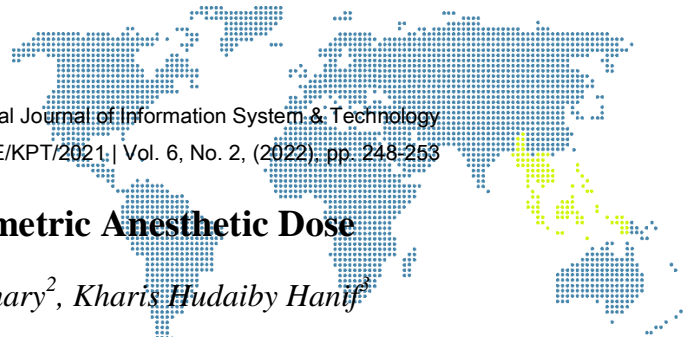 al Journal of Information System & Technology
E/KPT/2021 | Vol. 6, No. 2, (2022), pp. 248-253
metric Anesthetic Dose
nary², Kharis Hudaiby Hanif³